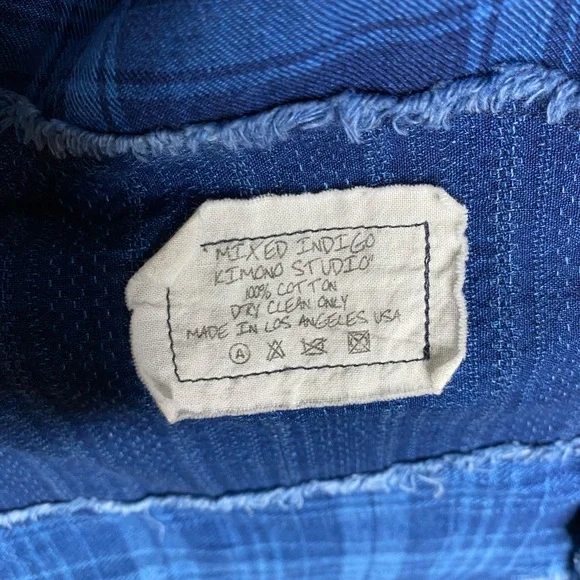 "MIXED INDIGO
KIMONO STUDIO"
100% COTTON
DRY CLEAN ONLY
MADE IN LOS ANGELES USA
A